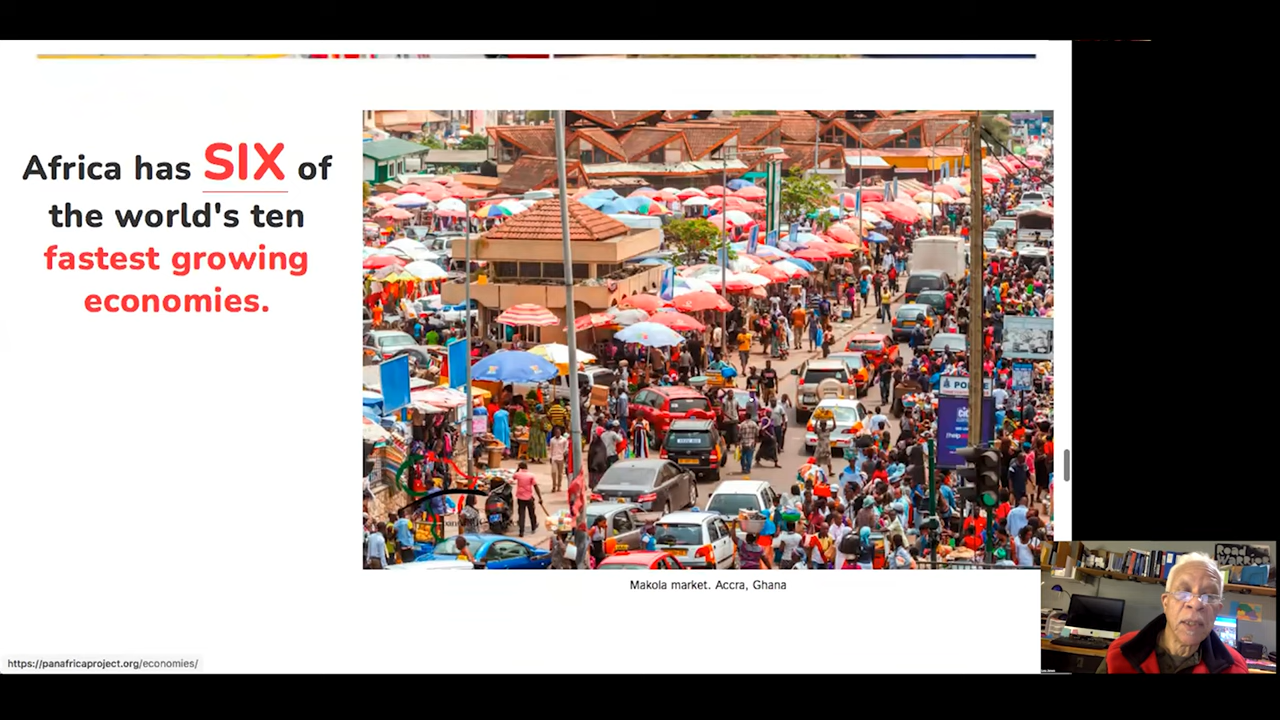 Africa has SIX of
the world's ten
fastest growing
economies.
Makola market. Accra, Ghana
https://panafricaproject.org/economies/